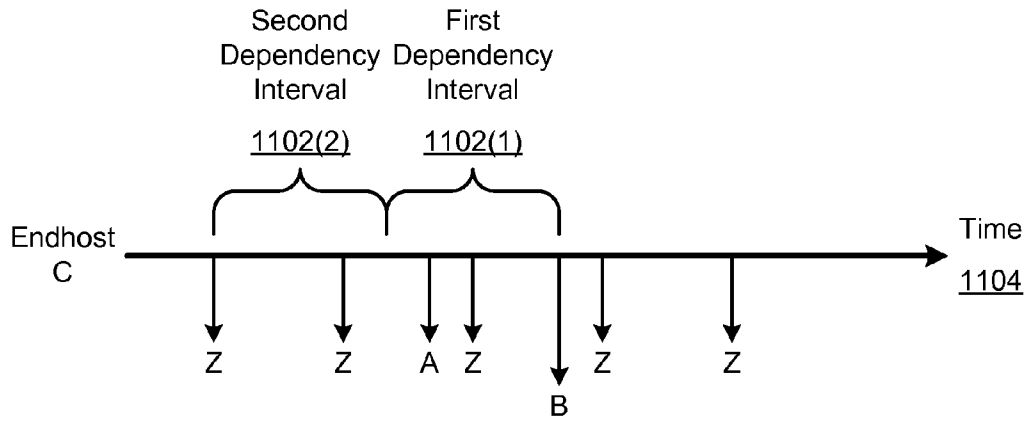 Second
Dependency
Interval
1102(2)
First
Dependency
Interval
1102(1)
Endhost
C
Time
1104
Z
Z
A
Z
B
Z
Z